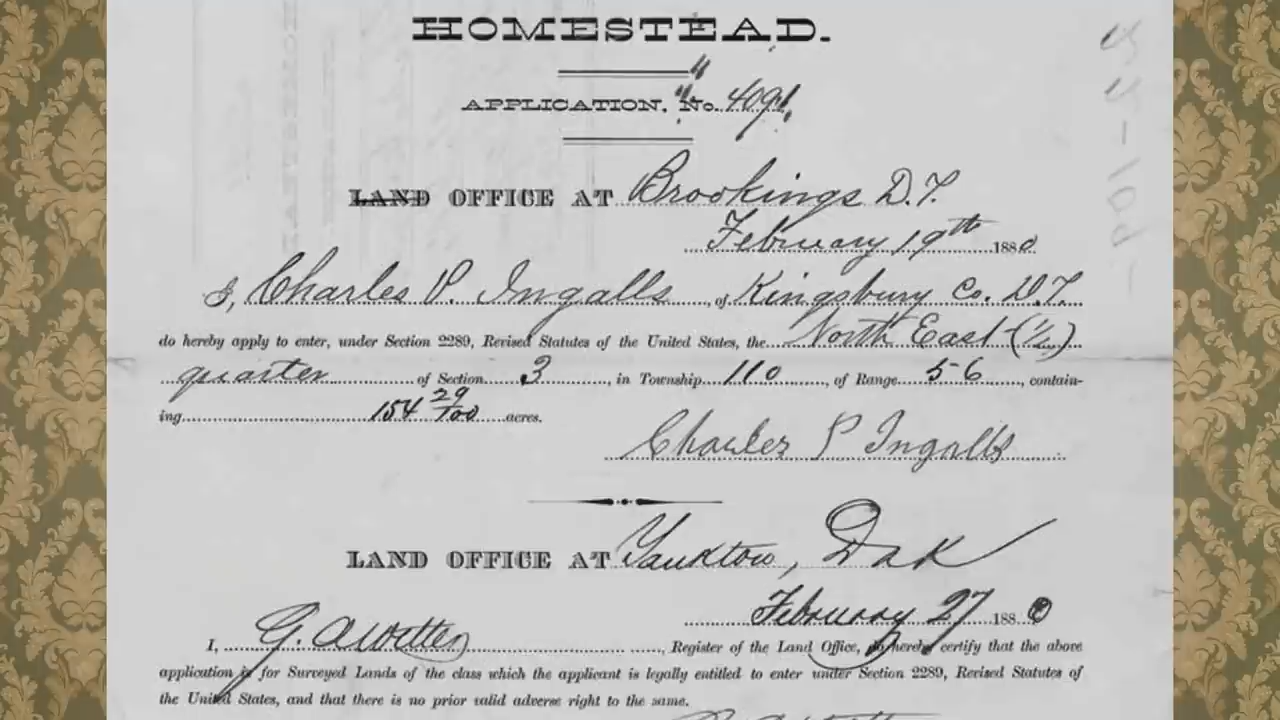 HOMESTEAD.
APPLICATION, No. 4091
LAND OFFICE AT Brookings D.T.
February 19th 1880
I, Charles P. Ingalls, of Kingsbury Co. D.T.
do hereby apply to enter, under Section 2289, Revised Statutes of the United States, the North East (1/4)
quarter of Section 3, in Township 110, of Range 56, contain-
ing 154 29/100 acres.
Charles P Ingalls
LAND OFFICE AT Yankton, Dak
February 27 1880
I, G. A Wetter, Register of the Land Office, do hereby certify that the above
application is for Surveyed Lands of the class which the applicant is legally entitled to enter under Section 2289, Revised Statutes of
the United States, and that there is no prior valid adverse right to the same.